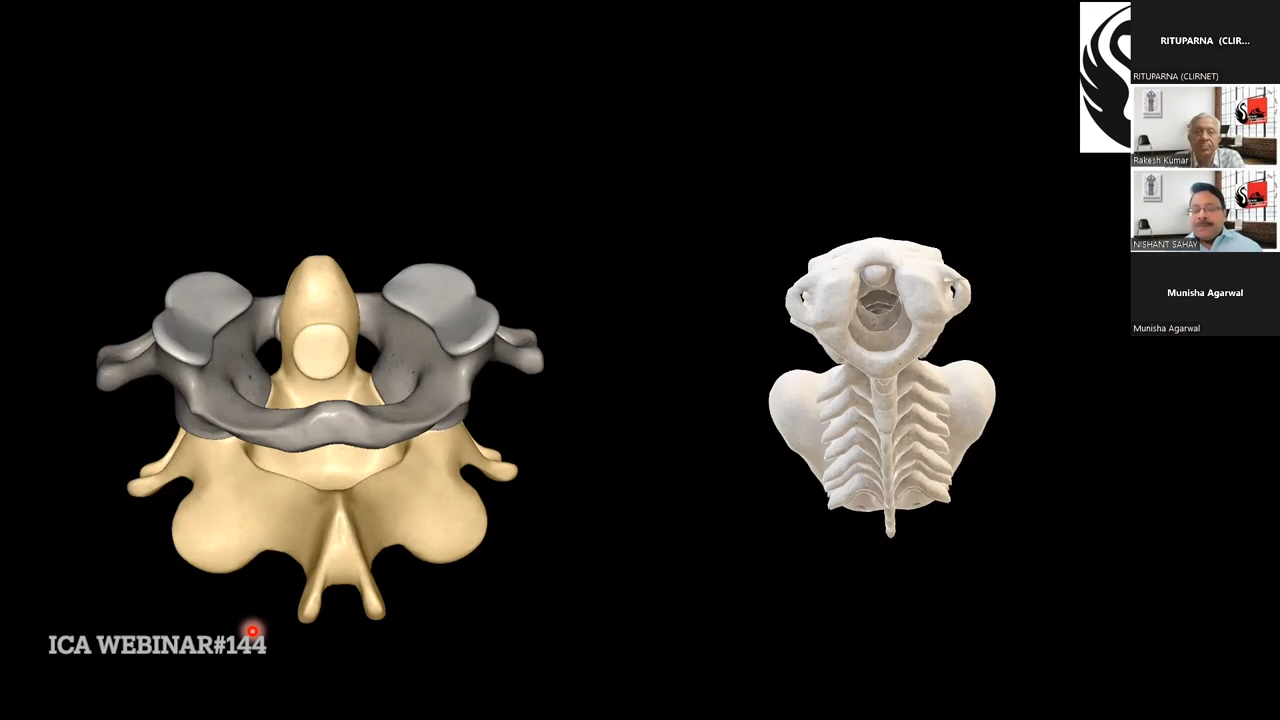 RITUPARNA (CLIR...
RITUPARNA (CLIRNET)
Rakesh Kumar
NISHANT SAHAY
Munisha Agarwal
Munisha Agarwal
ICA WEBINAR#144